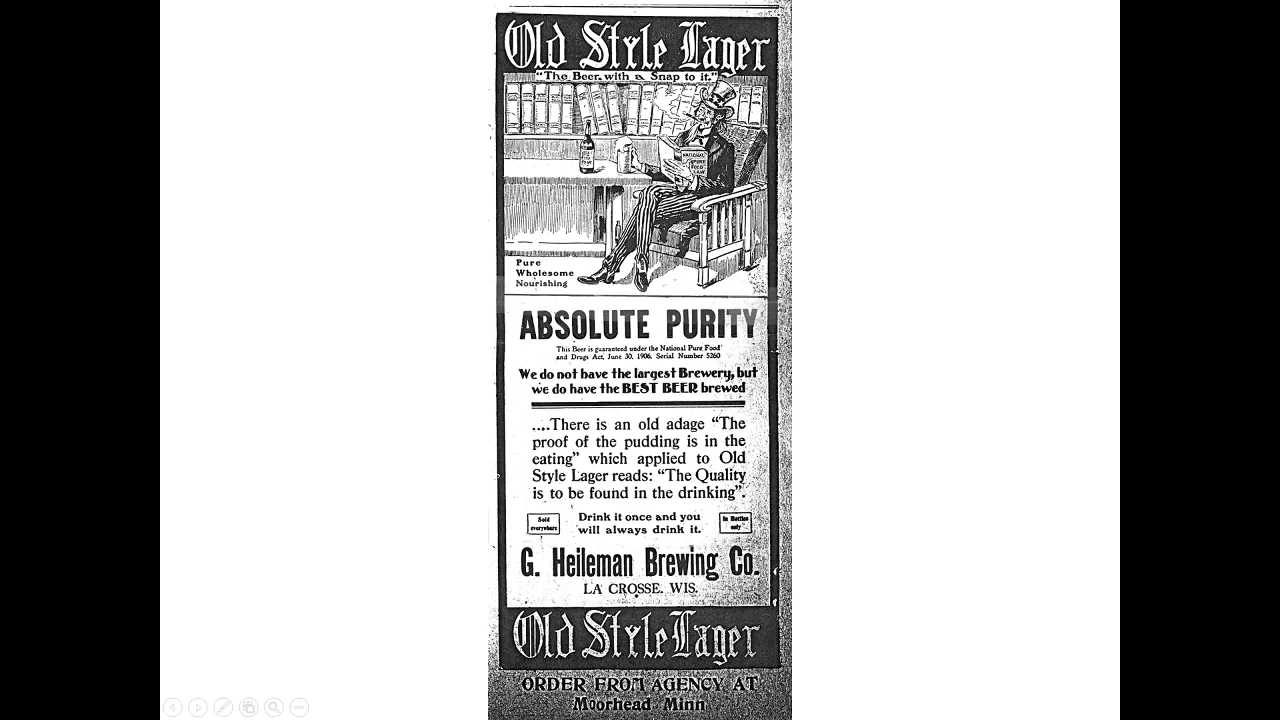 Old Style Lager
"The Beer with a Snap to it."
NATIONAL
PURE
FOOD
LAW
Pure
Wholesome
Nourishing
ABSOLUTE PURITY
This Beer is guaranteed under the National Pure Food
and Drugs Act, June 30, 1906. Serial Number 5260
We do not have the largest Brewery, but
we do have the BEST BEER brewed
....There is an old adage "The
proof of the pudding is in the
eating" which applied to Old
Style Lager reads: "The Quality
is to be found in the drinking".
Sold
everywhere
Drink it once and you
will always drink it.
In Bottles
only
G. Heileman Brewing Co.
LA CROSSE. WIS.
Old Style Lager
ORDER FROM AGENCY AT
Moorhead Minn